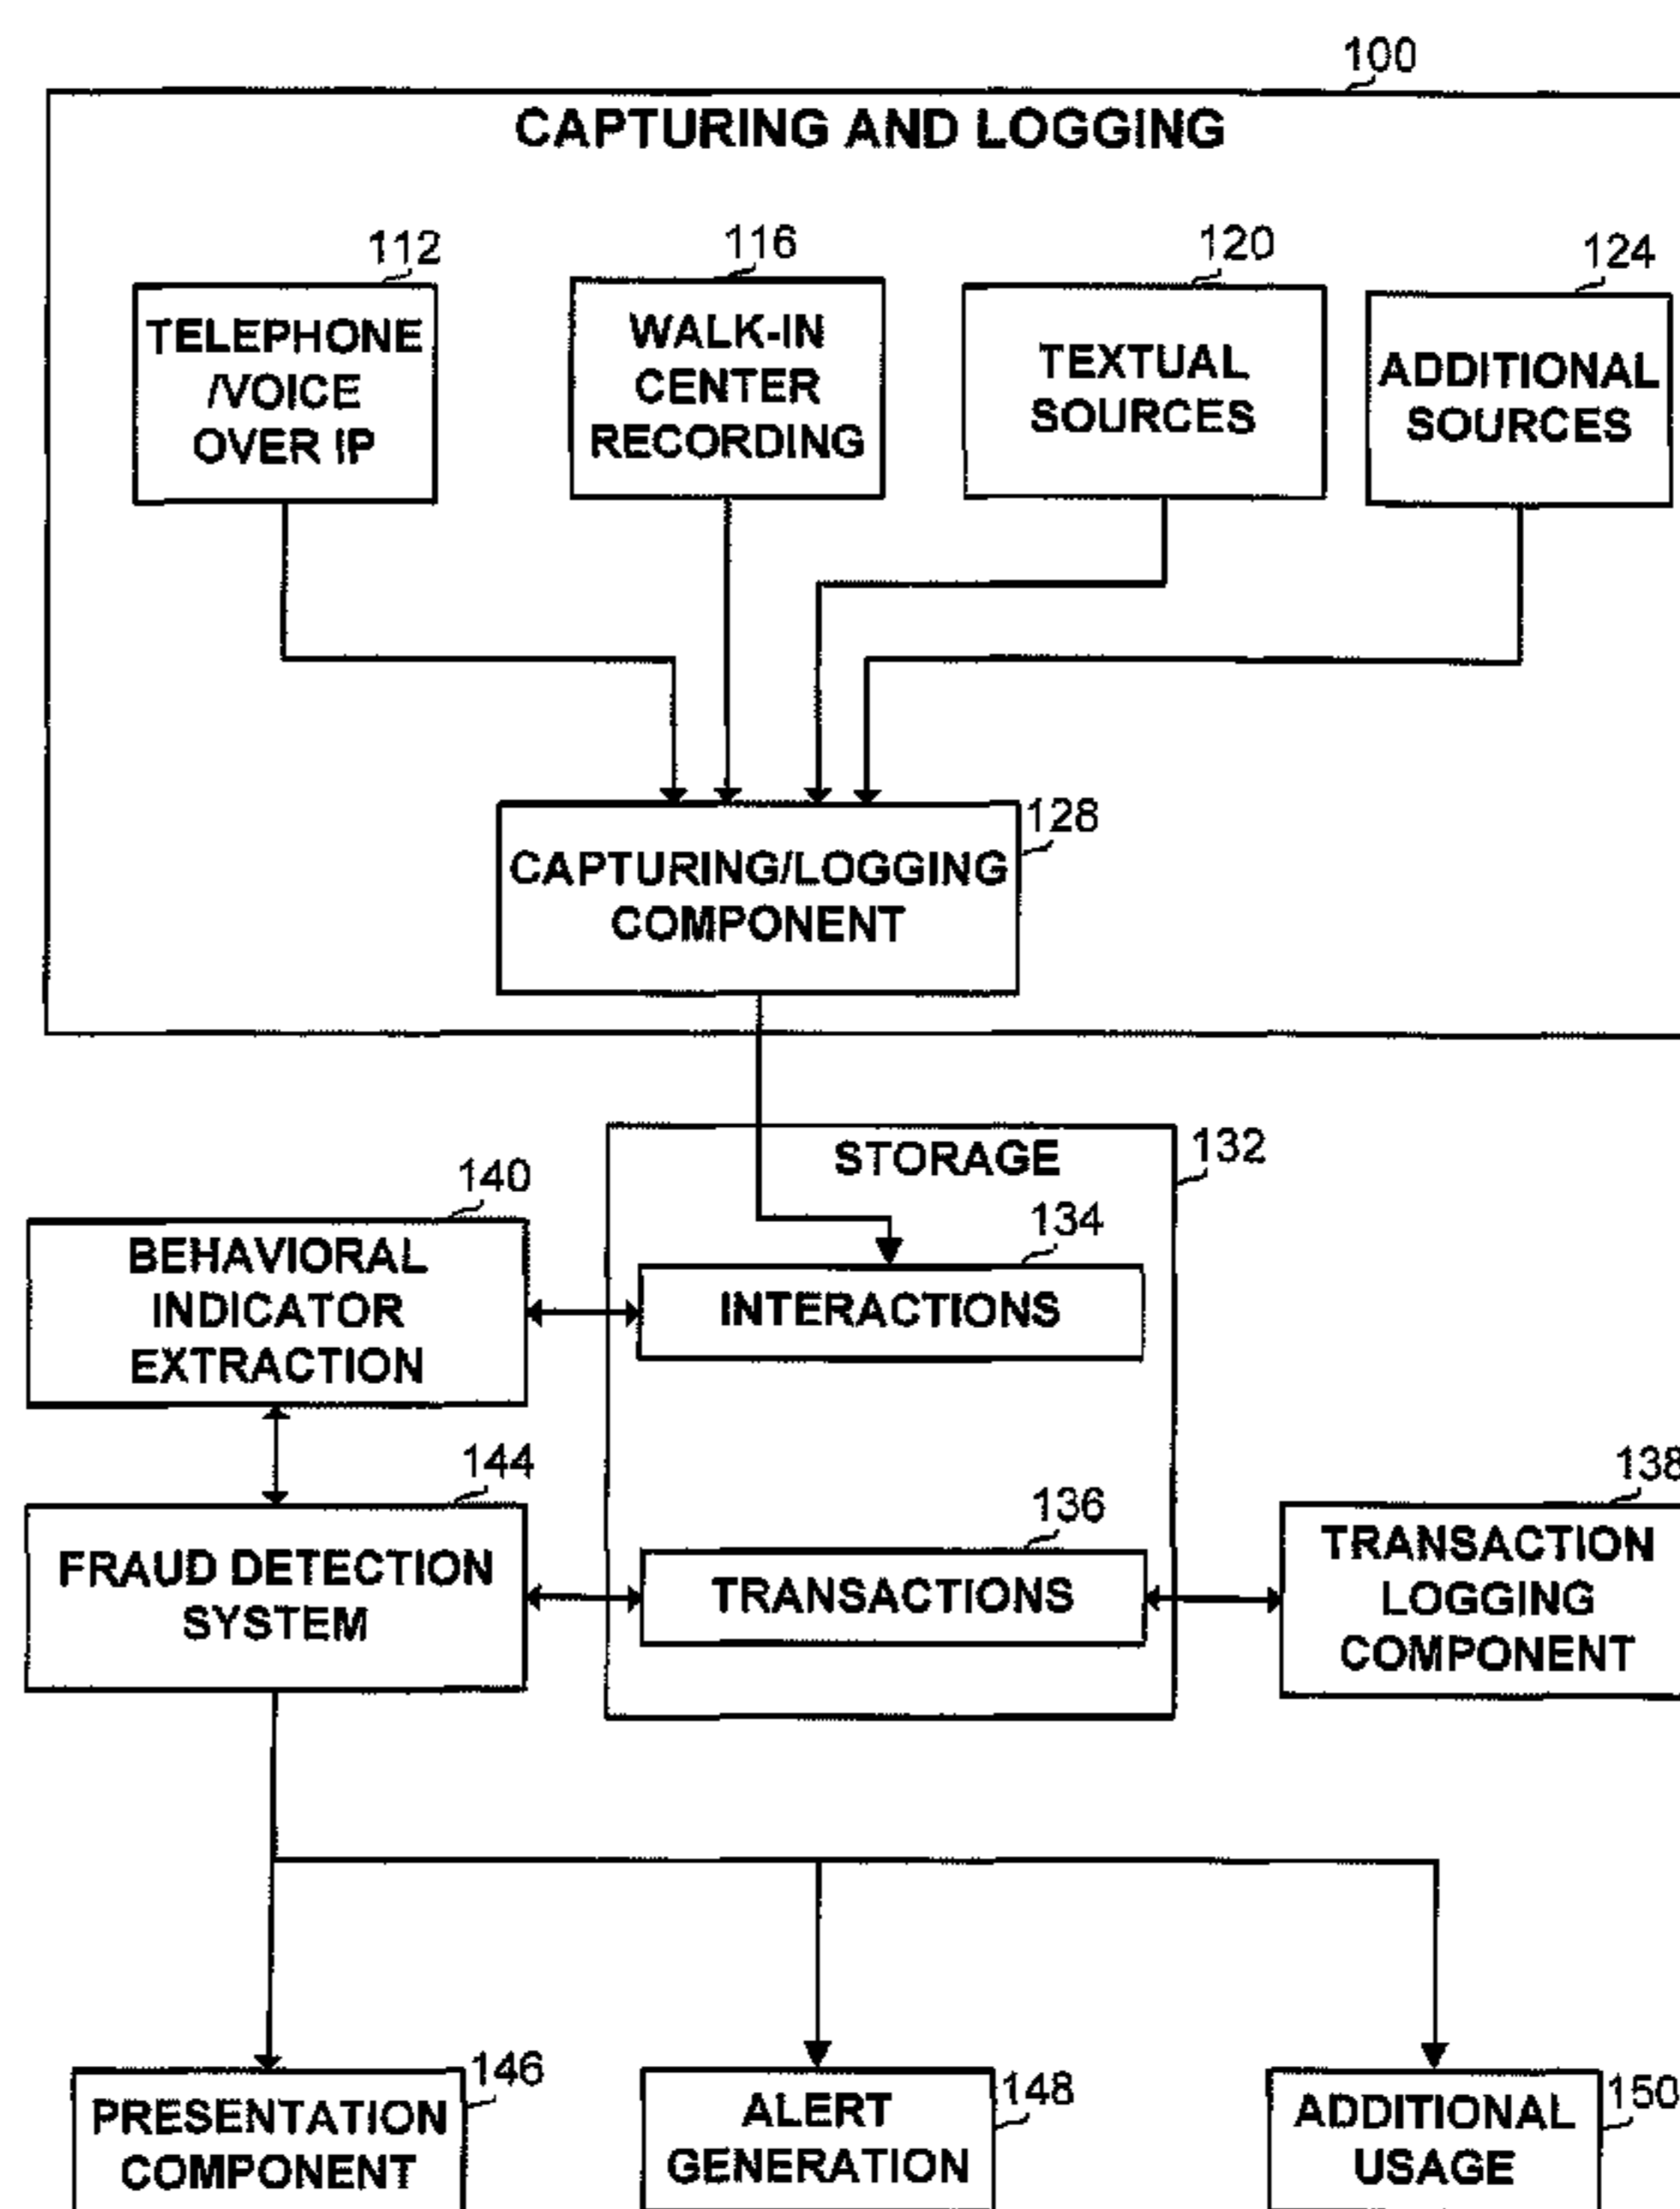 100
CAPTURING AND LOGGING
112
116
120
124
TELEPHONE
/VOICE
OVER IP
WALK-IN
CENTER
RECORDING
TEXTUAL
SOURCES
ADDITIONAL
SOURCES
128
CAPTURING/LOGGING
COMPONENT
STORAGE
132
140
134
BEHAVIORAL
INDICATOR
EXTRACTION
INTERACTIONS
144
136
138
FRAUD DETECTION
SYSTEM
TRANSACTIONS
TRANSACTION
LOGGING
COMPONENT
146
148
150
PRESENTATION
COMPONENT
ALERT
GENERATION
ADDITIONAL
USAGE